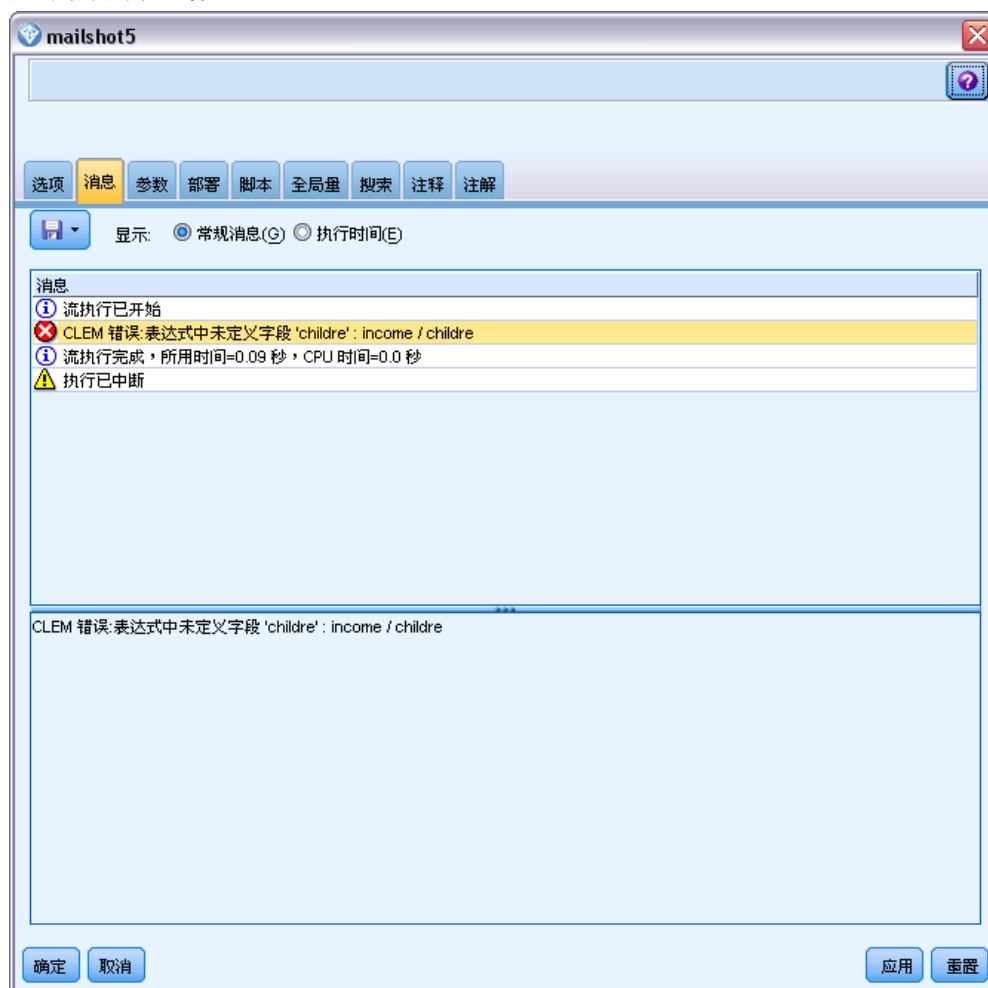 mailshot5
选项 消息 参数 部署 脚本 全局量 搜索 注释 注解
显示: 常规消息(G) 执行时间(E)
消息
流执行已开始
CLEM 错误:表达式中未定义字段 'childre' : income / childre
流执行完成，所用时间=0.09 秒，CPU 时间=0.0 秒
执行已中断
CLEM 错误:表达式中未定义字段 'childre' : income / childre
确定 取消 应用 重置